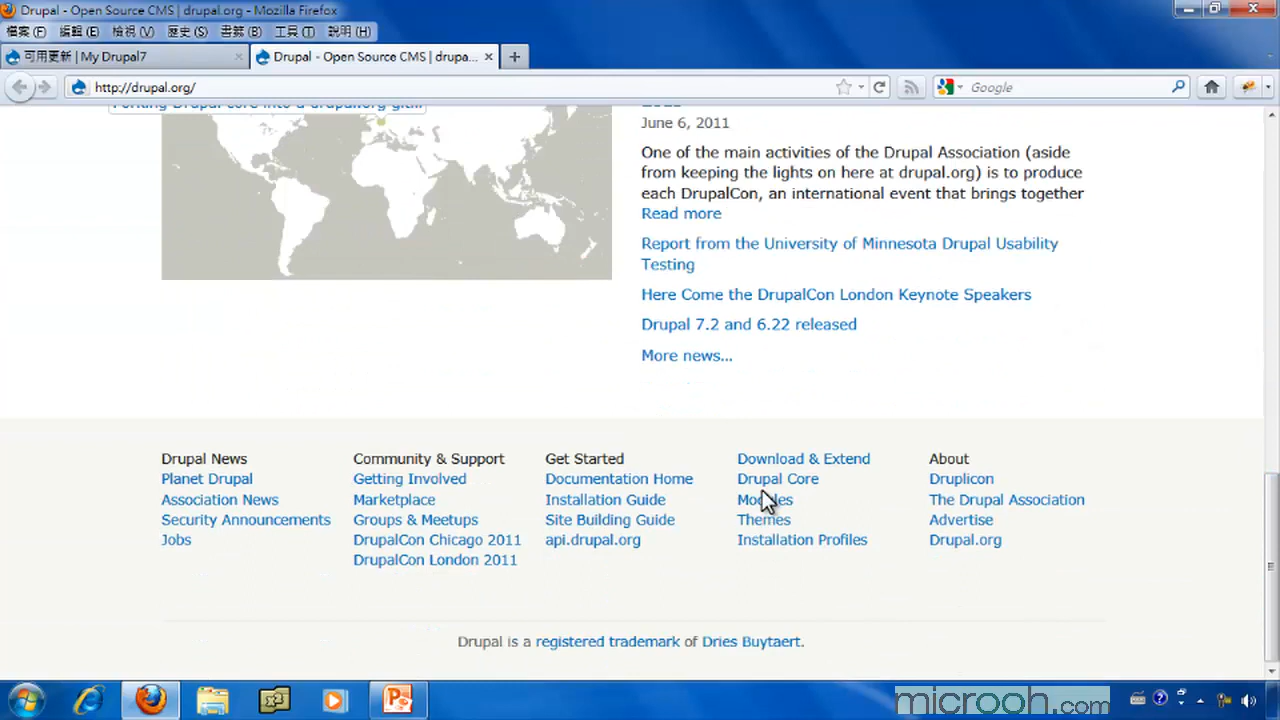 Drupal - Open Source CMS | drupal.org - Mozilla Firefox
檔案 (F) 編輯 (E) 檢視 (V) 歷史 (S) 書籤 (B) 工具 (T) 說明 (H)
可用更新 | My Drupal7
Drupal - Open Source CMS | drupa...
http://drupal.org/
Google
Forking Drupal core into a drupal.org git...
2011
June 6, 2011
One of the main activities of the Drupal Association (aside
from keeping the lights on here at drupal.org) is to produce
each DrupalCon, an international event that brings together
Read more
Report from the University of Minnesota Drupal Usability
Testing
Here Come the DrupalCon London Keynote Speakers
Drupal 7.2 and 6.22 released
More news...
Drupal News
Planet Drupal
Association News
Security Announcements
Jobs
Community & Support
Getting Involved
Marketplace
Groups & Meetups
DrupalCon Chicago 2011
DrupalCon London 2011
Get Started
Documentation Home
Installation Guide
Site Building Guide
api.drupal.org
Download & Extend
Drupal Core
Modules
Themes
Installation Profiles
About
Druplicon
The Drupal Association
Advertise
Drupal.org
Drupal is a registered trademark of Dries Buytaert.
microoh.com